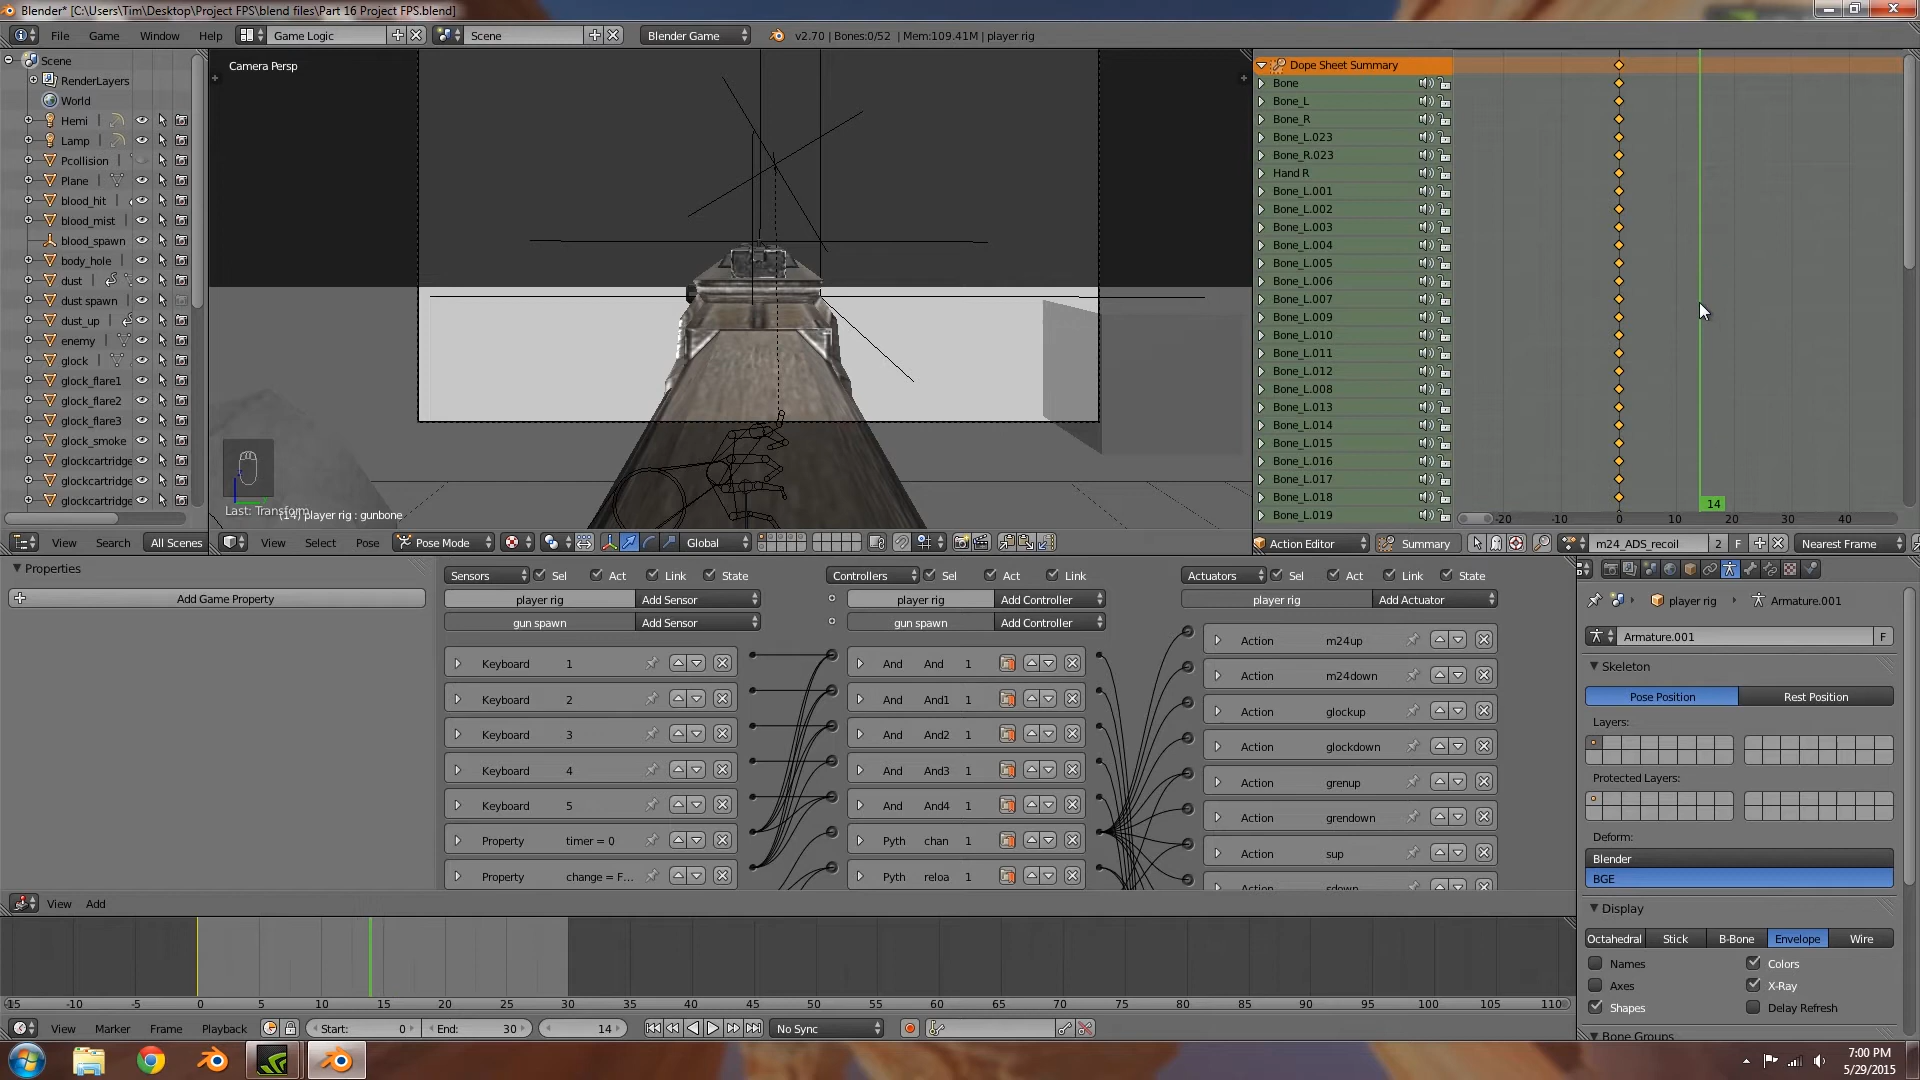 Blender* [C:\Users\Tim\Desktop\Project FPS\blend files\Part 16 Project FPS.blend]
File Game Window Help Game Logic Scene Blender Game v2.70 | Bones:0/52 | Mem:109.41M | player rig
Scene
RenderLayers
World
Hemi
Lamp
Pcollision
Plane
blood_hit
blood_mist
blood_spawn
body_hole
dust
dust spawn
dust_up
enemy
glock
glock_flare1
glock_flare2
glock_flare3
glock_smoke
glockcartridge
glockcartridge
glockcartridge
View Search All Scenes
Camera Persp
Last: Transform
(14) player rig : gunbone
View Select Pose Pose Mode Global
Dope Sheet Summary
Bone
Bone_L
Bone_R
Bone_L.023
Bone_R.023
Hand R
Bone_L.001
Bone_L.002
Bone_L.003
Bone_L.004
Bone_L.005
Bone_L.006
Bone_L.007
Bone_L.009
Bone_L.010
Bone_L.011
Bone_L.012
Bone_L.008
Bone_L.013
Bone_L.014
Bone_L.015
Bone_L.016
Bone_L.017
Bone_L.018
Bone_L.019
14
-20 -10 0 10 20 30 40
Action Editor Summary m24_ADS_recoil 2 F Nearest Frame
Properties
Add Game Property
Sensors Sel Act Link State
player rig Add Sensor
gun spawn Add Sensor
Keyboard 1
Keyboard 2
Keyboard 3
Keyboard 4
Keyboard 5
Property timer = 0
Property change = F...
Controllers Sel Act Link
player rig Add Controller
gun spawn Add Controller
And And 1
And And1 1
And And2 1
And And3 1
And And4 1
Pyth chan 1
Pyth reloa 1
Actuators Sel Act Link State
player rig Add Actuator
Action m24up
Action m24down
Action glockup
Action glockdown
Action grenup
Action grendown
Action sup
Action sdown
View Add
player rig Armature.001
Armature.001 F
Skeleton
Pose Position Rest Position
Layers:
Protected Layers:
Deform:
Blender
BGE
Display
Octahedral Stick B-Bone Envelope Wire
Names Colors
Axes X-Ray
Shapes Delay Refresh
Bone Groups
-15 -10 -5 0 5 10 15 20 25 30 35 40 45 50 55 60 65 70 75 80 85 90 95 100 105 110
View Marker Frame Playback Start: 0 End: 30 14 No Sync
7:00 PM
5/29/2015